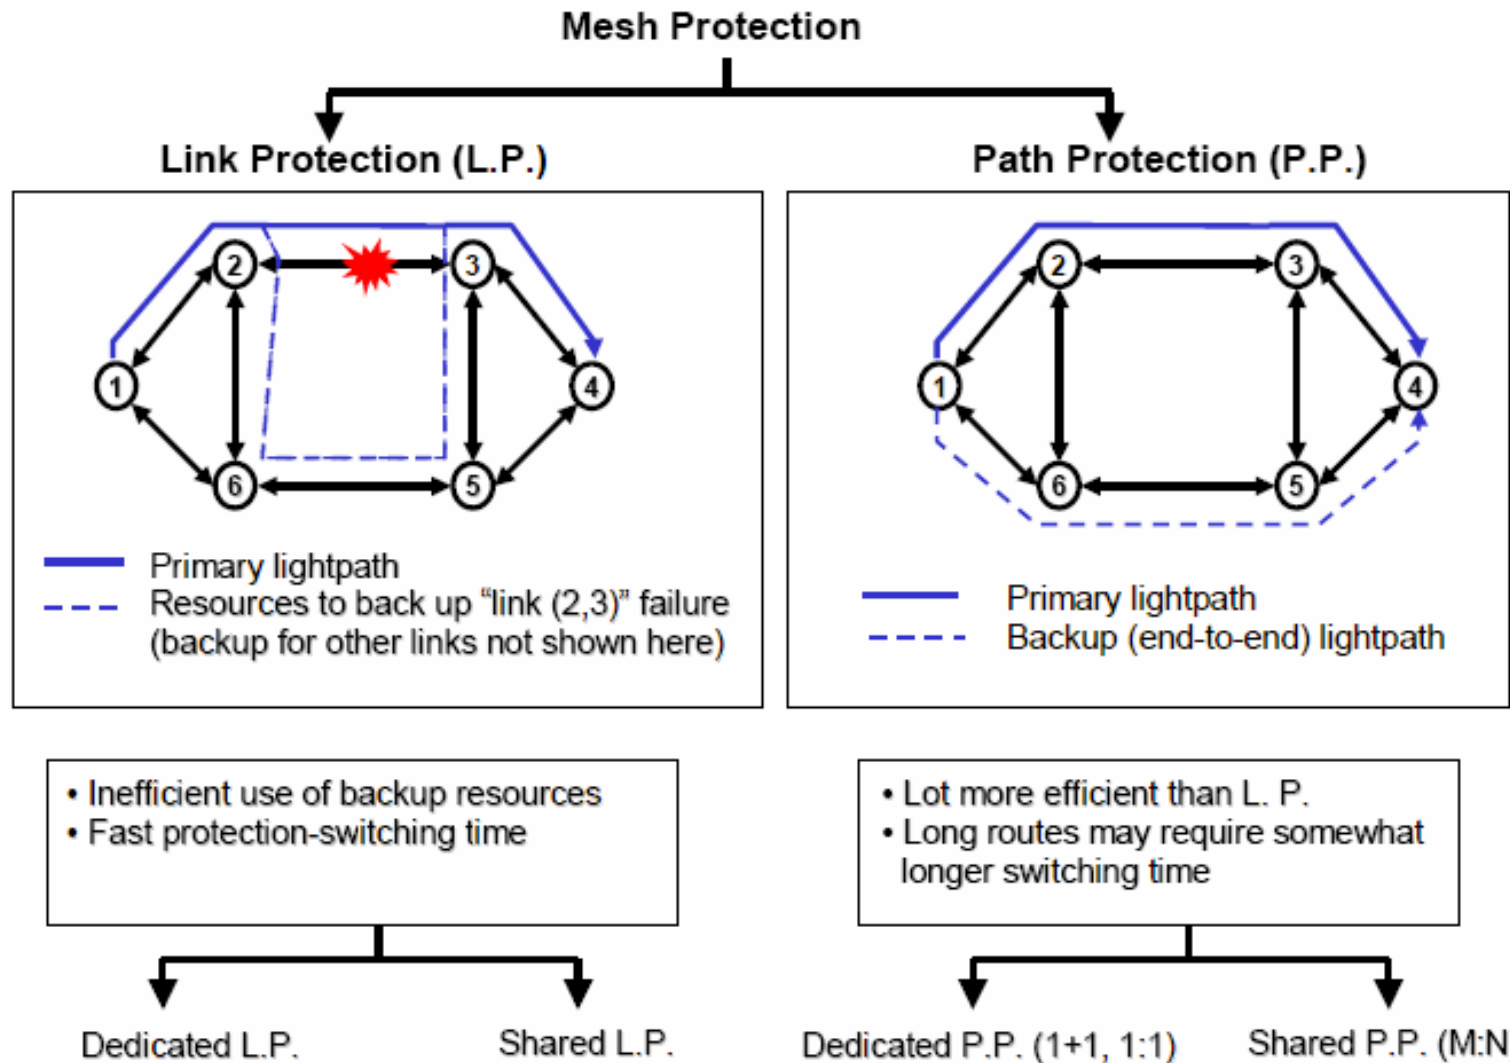 Mesh Protection
Link Protection (L.P.)
Path Protection (P.P.)
2
3
1
4
6
5
Primary lightpath
Resources to back up “link (2,3)” failure
(backup for other links not shown here)
2
3
1
4
6
5
Primary lightpath
Backup (end-to-end) lightpath
• Inefficient use of backup resources
• Fast protection-switching time
• Lot more efficient than L. P.
• Long routes may require somewhat
longer switching time
Dedicated L.P.
Shared L.P.
Dedicated P.P. (1+1, 1:1)
Shared P.P. (M:N